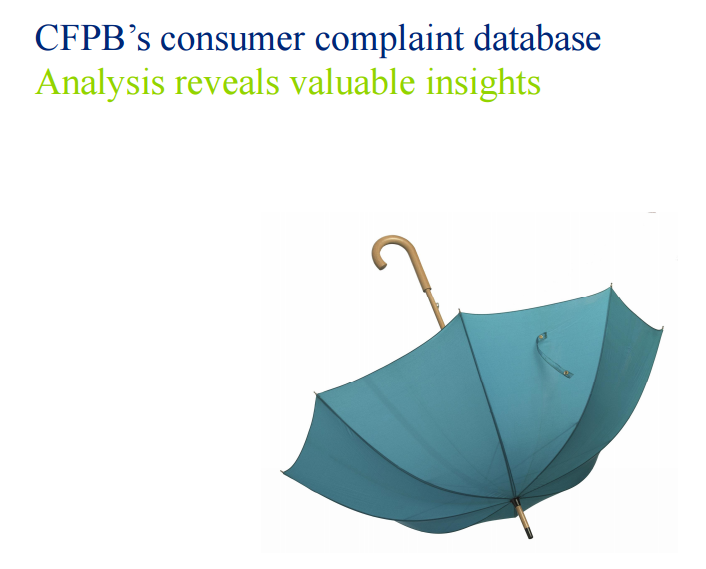 CFPB’s consumer complaint database
Analysis reveals valuable insights